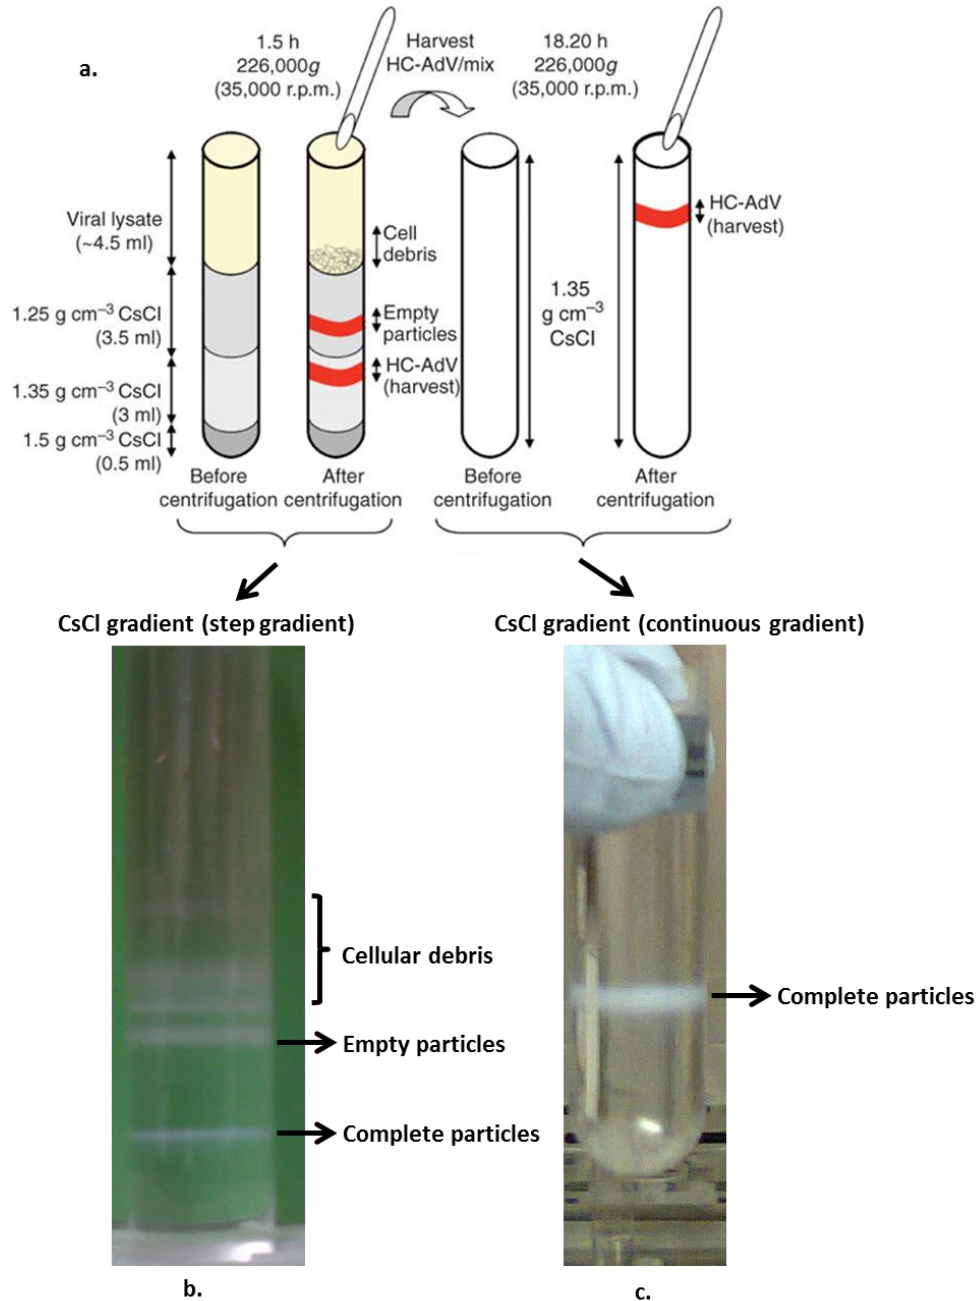 a.
1.5 h
226,000g
(35,000 r.p.m.)
Harvest
HC-AdV/mix
18.20 h
226,000g
(35,000 r.p.m.)
Viral lysate
(~4.5 ml)
1.25 g cm⁻³ CsCl
(3.5 ml)
1.35 g cm⁻³ CsCl
(3 ml)
1.5 g cm⁻³ CsCl
(0.5 ml)
Cell
debris
Empty
particles
HC-AdV
(harvest)
1.35
g cm⁻³
CsCl
HC-AdV
(harvest)
Before
centrifugation
After
centrifugation
Before
centrifugation
After
centrifugation
CsCl gradient (step gradient)
CsCl gradient (continuous gradient)
Cellular debris
Empty particles
Complete particles
Complete particles
b.
c.